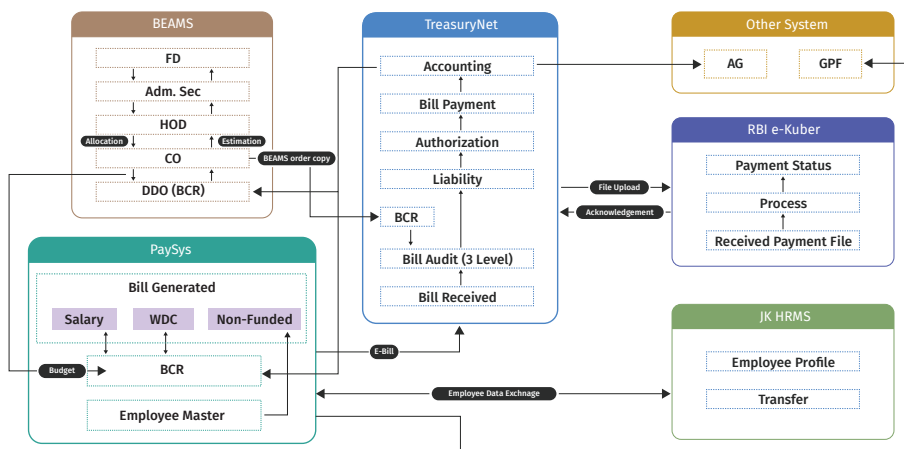 BEAMS
FD
Adm. Sec
HOD
Allocation
Estimation
CO
BEAMS order copy
DDO (BCR)
TreasuryNet
Accounting
Bill Payment
Authorization
Liability
BCR
Bill Audit (3 Level)
Bill Received
Other System
AG
GPF
RBI e-Kuber
Payment Status
Process
Received Payment File
File Upload
Acknowledgement
PaySys
Bill Generated
Salary
WDC
Non-Funded
Budget
BCR
Employee Master
E-Bill
Employee Data Exchnage
JK HRMS
Employee Profile
Transfer